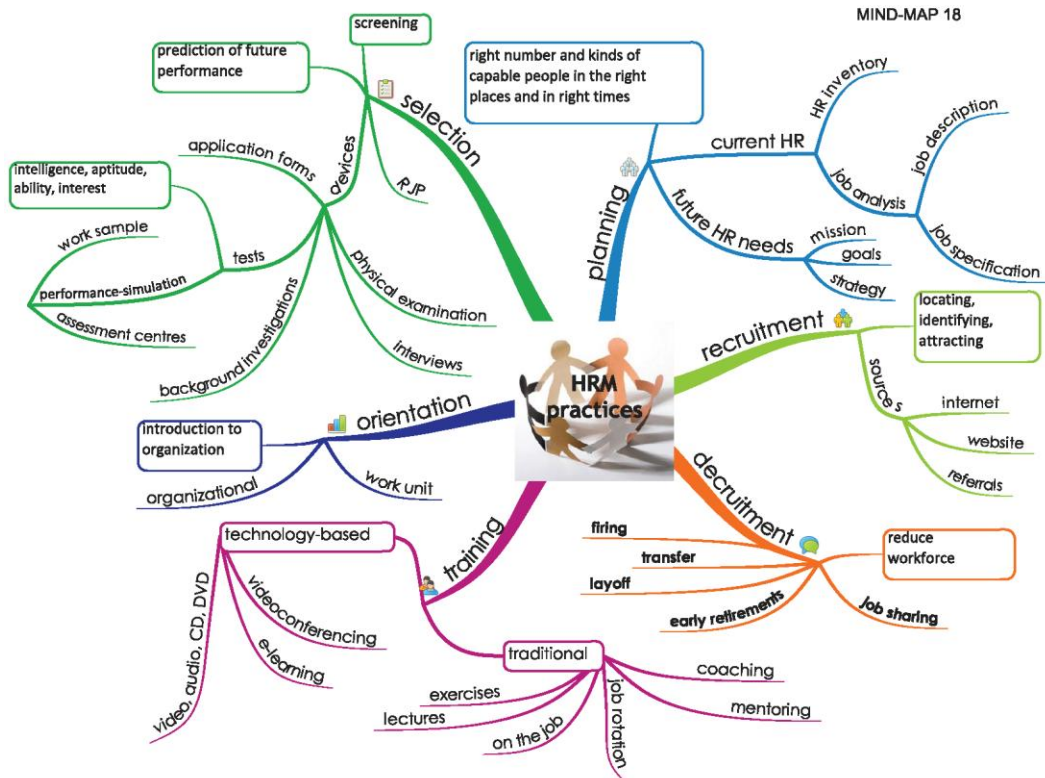 MIND-MAP 18
HRM
practices
planning
right number and kinds of
capable people in the right
places and in right times
current HR
HR inventory
job analysis
job description
job specification
future HR needs
mission
goals
strategy
recruitment
locating,
identifying,
attracting
sources
internet
website
referrals
decruitment
reduce
workforce
firing
transfer
layoff
early retirements
job sharing
training
technology-based
video, audio, CD, DVD
videoconferencing
e-learning
traditional
exercises
lectures
on the job
job rotation
coaching
mentoring
orientation
introduction to
organization
organizational
work unit
selection
screening
prediction of future
performance
RJP
devices
application forms
tests
intelligence, aptitude,
ability, interest
performance-simulation
work sample
assessment centres
background investigations
physical examination
interviews